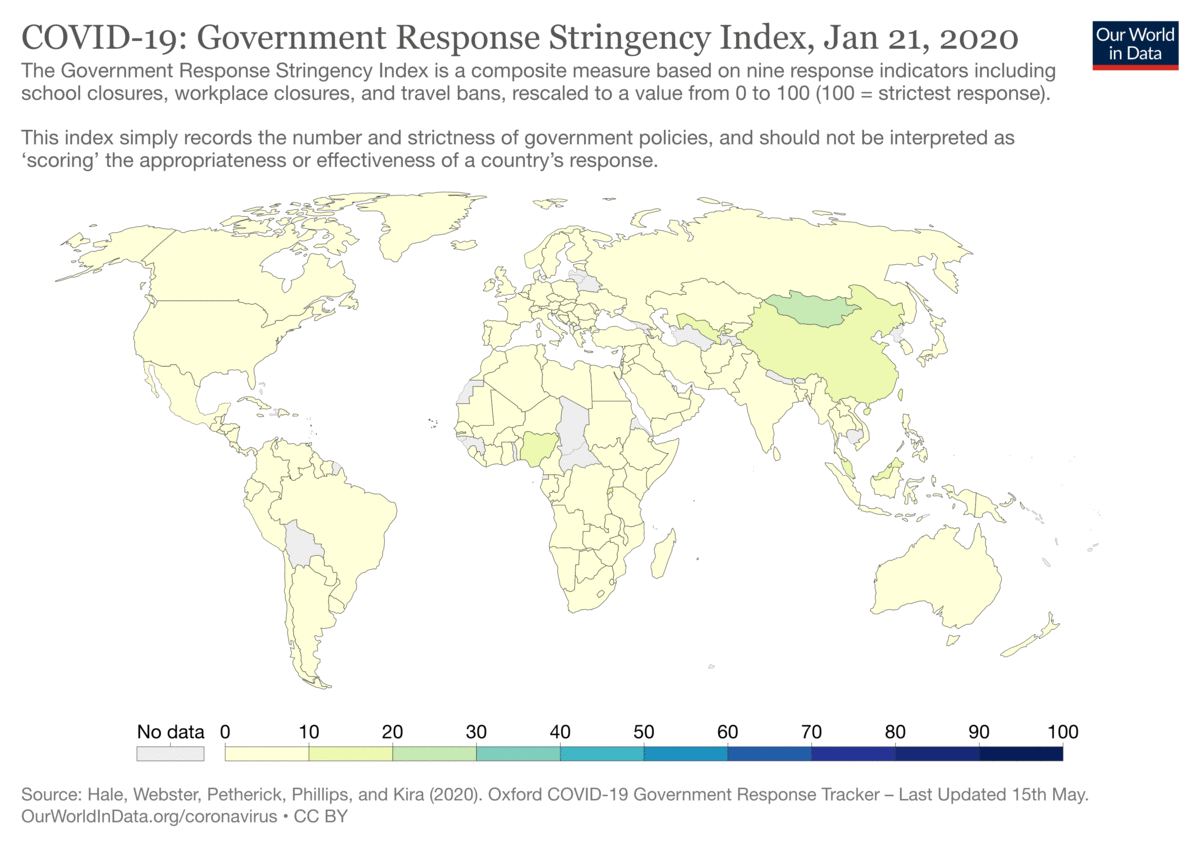 COVID-19: Government Response Stringency Index, Jan 21, 2020
Our World
in Data
The Government Response Stringency Index is a composite measure based on nine response indicators including
school closures, workplace closures, and travel bans, rescaled to a value from 0 to 100 (100 = strictest response).
This index simply records the number and strictness of government policies, and should not be interpreted as
‘scoring’ the appropriateness or effectiveness of a country’s response.
No data 0 10 20 30 40 50 60 70 80 90 100
Source: Hale, Webster, Petherick, Phillips, and Kira (2020). Oxford COVID-19 Government Response Tracker – Last Updated 15th May.
OurWorldInData.org/coronavirus • CC BY